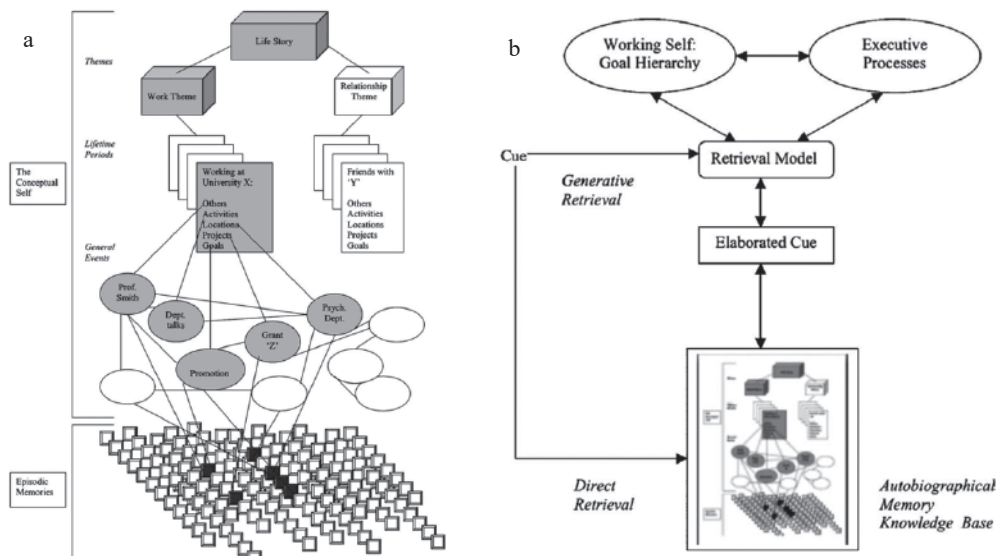 a
Life Story
Themes
Work Theme
Relationship
Theme
Lifetime
Periods
The
Conceptual
Self
Working at
University X:
Others
Activities
Locations
Projects
Goals
Friends with
'Y'
Others
Activities
Locations
Projects
Goals
General
Events
Prof.
Smith
Dept.
talks
Psych.
Dept.
Grant
'Z'
Promotion
Episodic
Memories
b
Working Self:
Goal Hierarchy
Executive
Processes
Cue
Retrieval Model
Generative
Retrieval
Elaborated Cue
Direct
Retrieval
Autobiographical
Memory
Knowledge Base